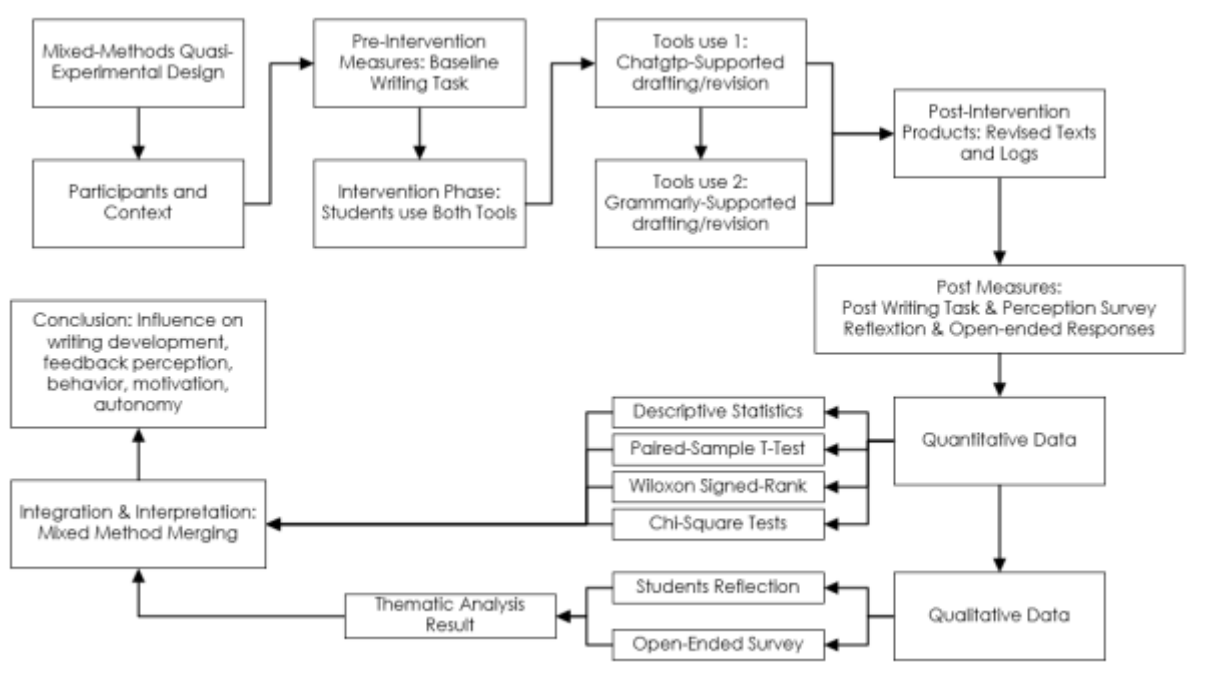 Mixed-Methods Quasi-
Experimental Design
Participants and
Context
Pre-Intervention
Measures: Baseline
Writing Task
Intervention Phase:
Students use Both Tools
Tools use 1:
Chatgtp-Supported
drafting/revision
Tools use 2:
Grammarly-Supported
drafting/revision
Post-Intervention
Products: Revised Texts
and Logs
Post Measures:
Post Writing Task & Perception Survey
Reflextion & Open-ended Responses
Quantitative Data
Descriptive Statistics
Paired-Sample T-Test
Wiloxon Signed-Rank
Chi-Square Tests
Qualitative Data
Students Reflection
Open-Ended Survey
Thematic Analysis
Result
Integration & Interpretation:
Mixed Method Merging
Conclusion: Influence on
writing development,
feedback perception,
behavior, motivation,
autonomy